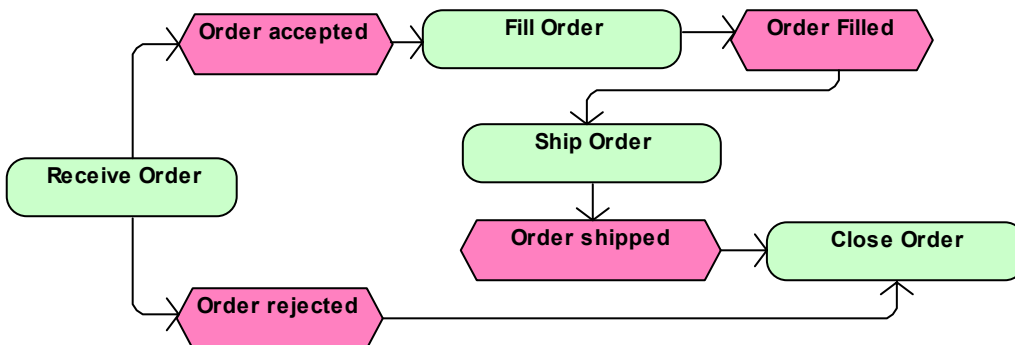 Order accepted
Fill Order
Order Filled
Ship Order
Receive Order
Order shipped
Close Order
Order rejected